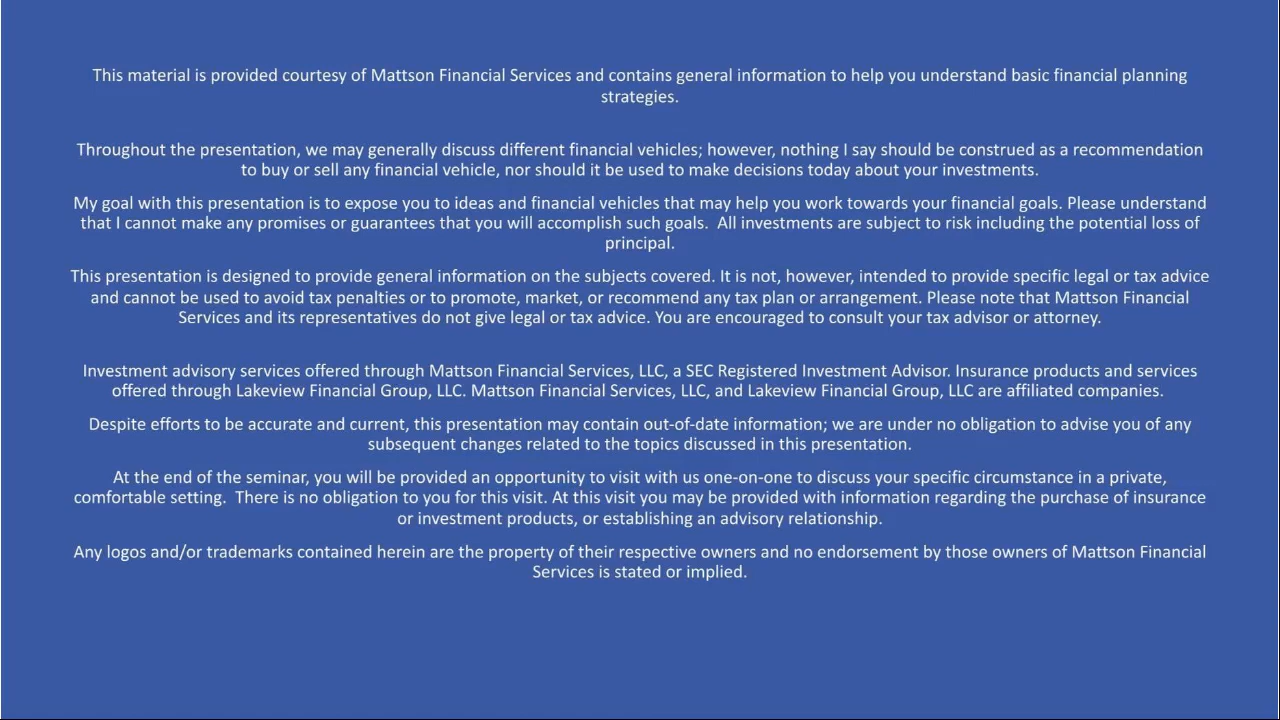 This material is provided courtesy of Mattson Financial Services and contains general information to help you understand basic financial planning
strategies.
Throughout the presentation, we may generally discuss different financial vehicles; however, nothing I say should be construed as a recommendation
to buy or sell any financial vehicle, nor should it be used to make decisions today about your investments.
My goal with this presentation is to expose you to ideas and financial vehicles that may help you work towards your financial goals. Please understand
that I cannot make any promises or guarantees that you will accomplish such goals.  All investments are subject to risk including the potential loss of
principal.
This presentation is designed to provide general information on the subjects covered. It is not, however, intended to provide specific legal or tax advice
and cannot be used to avoid tax penalties or to promote, market, or recommend any tax plan or arrangement. Please note that Mattson Financial
Services and its representatives do not give legal or tax advice. You are encouraged to consult your tax advisor or attorney.
Investment advisory services offered through Mattson Financial Services, LLC, a SEC Registered Investment Advisor. Insurance products and services
offered through Lakeview Financial Group, LLC. Mattson Financial Services, LLC, and Lakeview Financial Group, LLC are affiliated companies.
Despite efforts to be accurate and current, this presentation may contain out-of-date information; we are under no obligation to advise you of any
subsequent changes related to the topics discussed in this presentation.
At the end of the seminar, you will be provided an opportunity to visit with us one-on-one to discuss your specific circumstance in a private,
comfortable setting.  There is no obligation to you for this visit. At this visit you may be provided with information regarding the purchase of insurance
or investment products, or establishing an advisory relationship.
Any logos and/or trademarks contained herein are the property of their respective owners and no endorsement by those owners of Mattson Financial
Services is stated or implied.